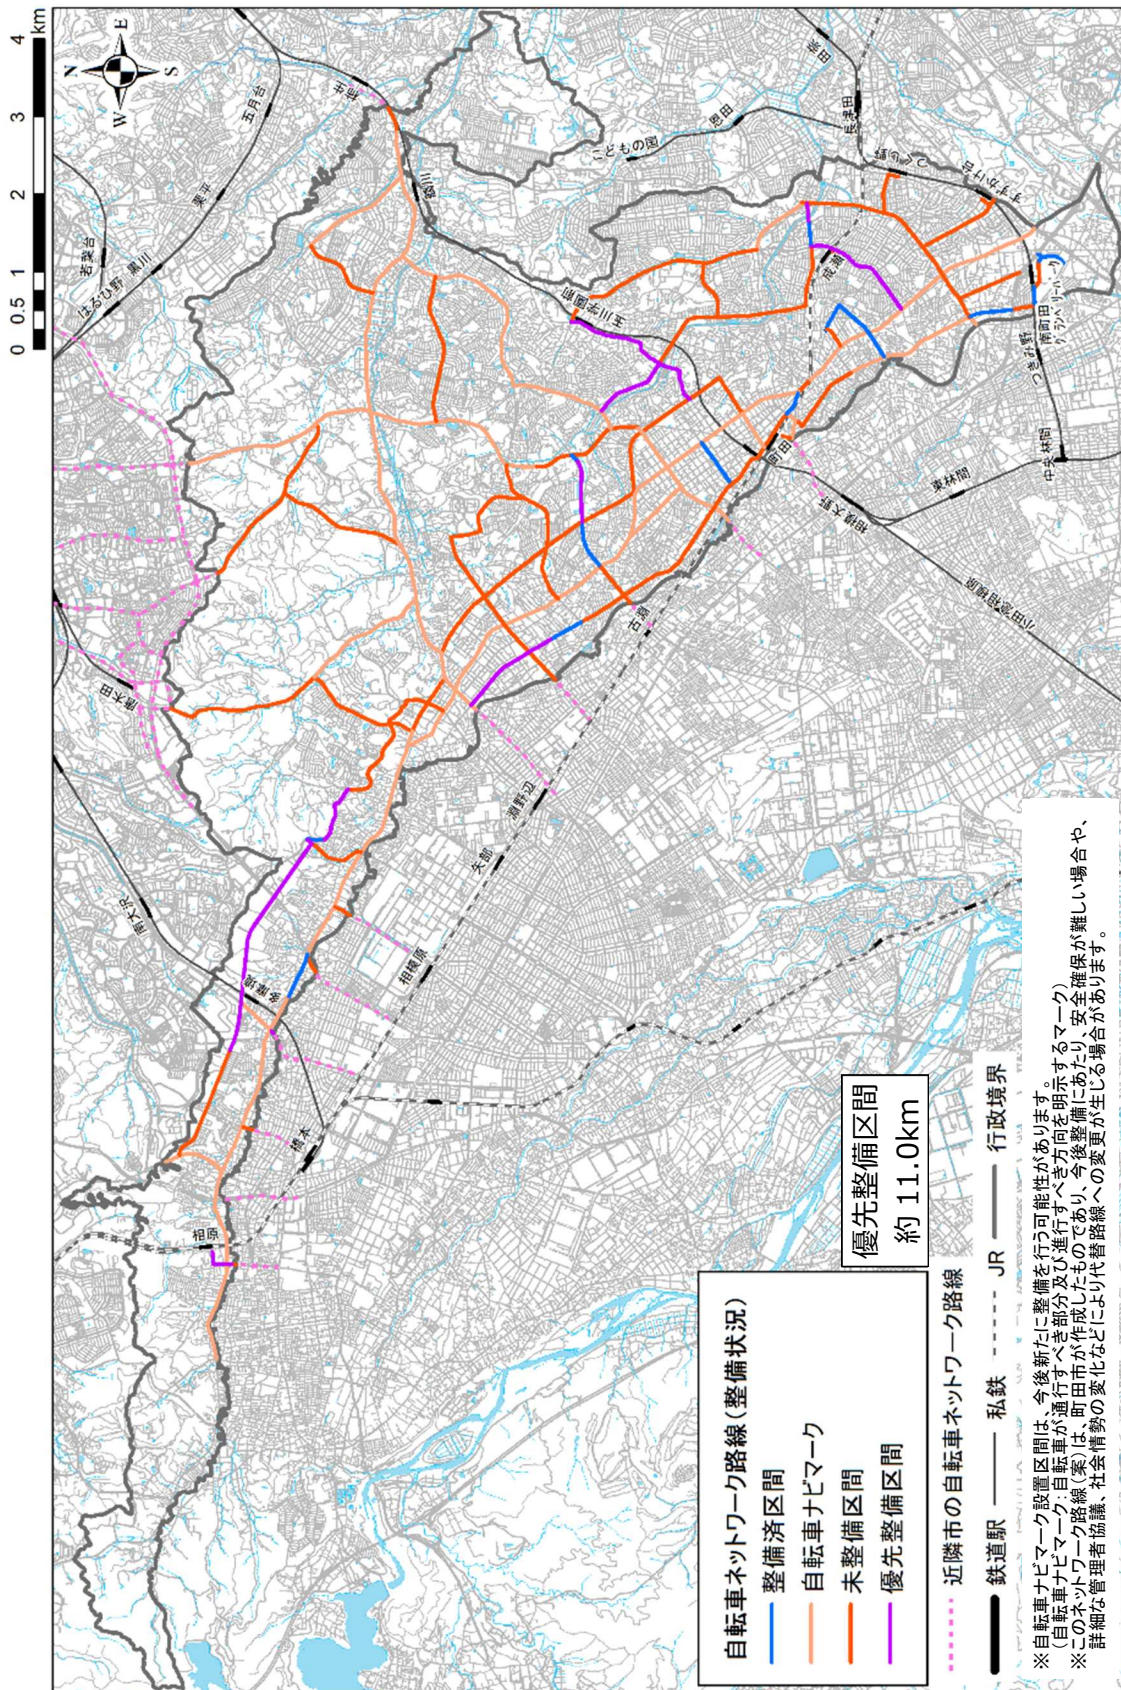 0 0.5 1 2 3 4 km
N
W E
S
若葉台
はるひ野 黒川
栗平
五月台
柿生
鶴川
玉川学園前
こどもの国
恩田
田奈
長津田
つくし野
すずかけ台
成瀬
南町田
グランベリーパーク
つきみ野
中央林間
東林間
相模大野
小田急相模原
町田
古淵
淵野辺
矢部
相模原
橋本
相原
多摩境
南大沢
唐木田
優先整備区間
約 11.0km
自転車ネットワーク路線(整備状況)
整備済区間
自転車ナビマーク
未整備区間
優先整備区間
近隣市の自転車ネットワーク路線
鉄道駅 私鉄 JR 行政境界
※自転車ナビマーク設置区間は、今後新たに整備を行う可能性があります。
(自転車ナビマーク:自転車が通行すべき部分及び進行すべき方向を明示するマーク)
※このネットワーク路線(案)は、町田市が作成したものであり、今後整備にあたり、安全確保が難しい場合や、
詳細な管理者協議、社会情勢の変化などにより代替路線への変更が生じる場合があります。